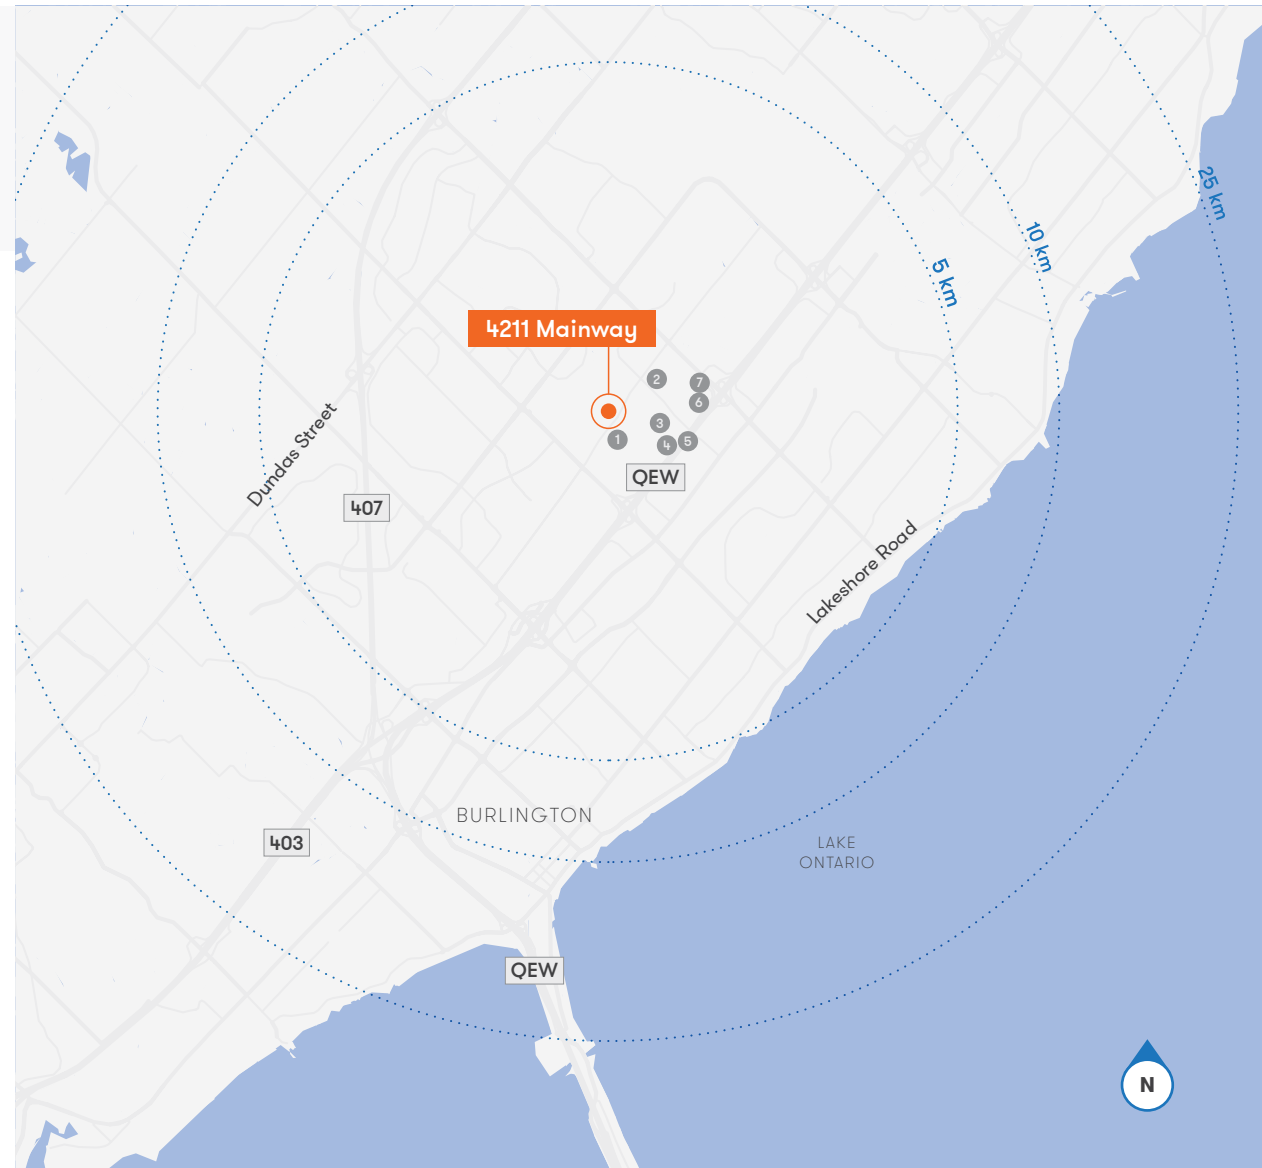 25 km
10 km
5 km
4211 Mainway
2
7
6
3
1
4
5
QEW
Dundas Street
407
Lakeshore Road
BURLINGTON
403
LAKE
ONTARIO
QEW
N